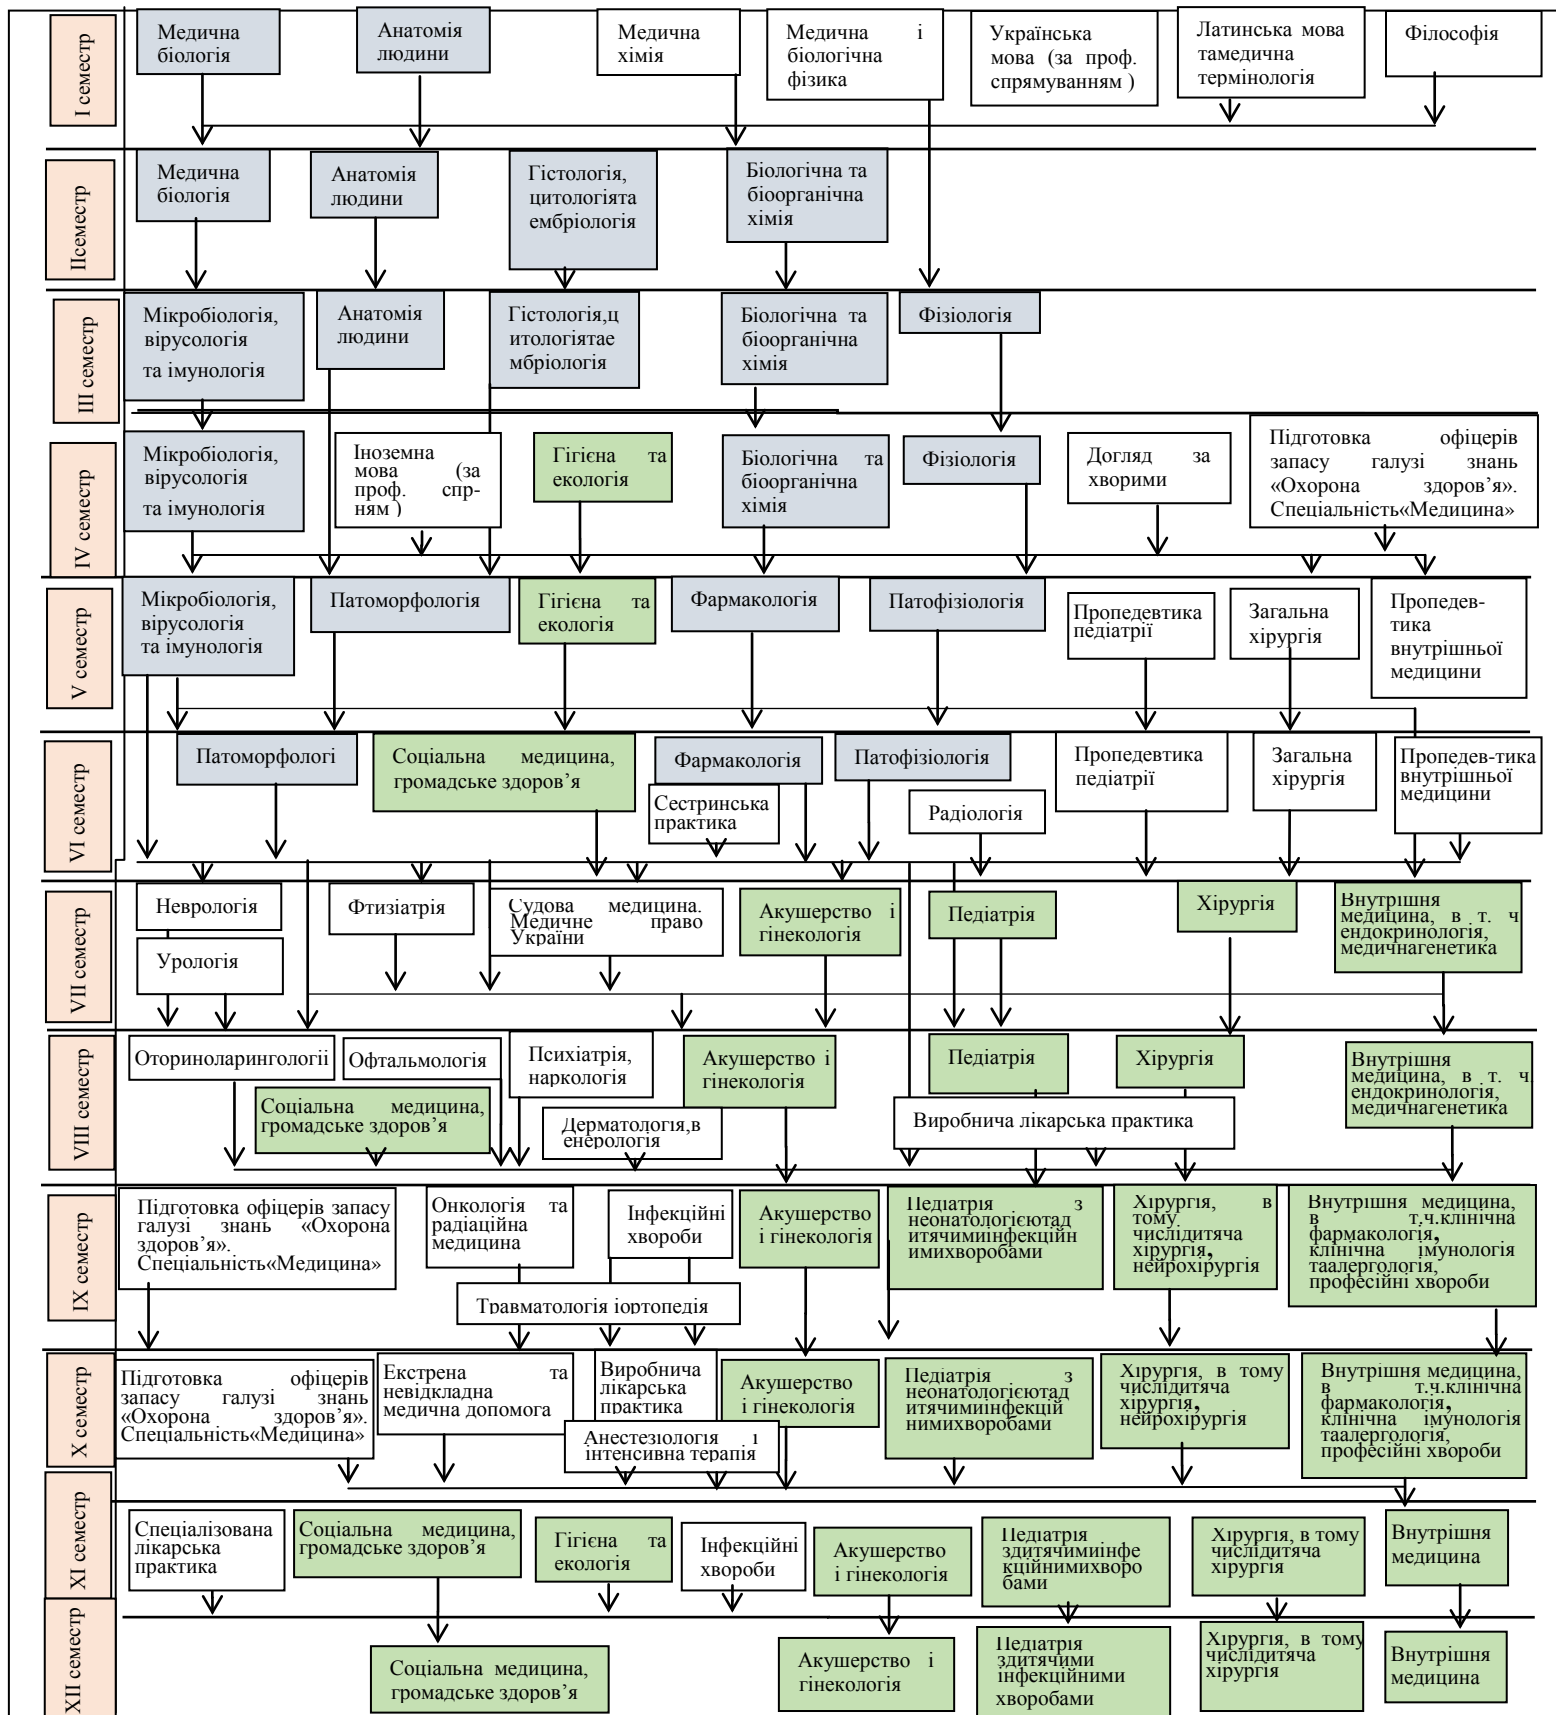 I семестр
Медична
біологія
Анатомія
людини
Медична
хімія
Медична і
біологічна
фізика
Українська
мова (за проф.
спрямуванням )
Латинська мова
тамедична
термінологія
Філософія
IIсеместр
Медична
біологія
Анатомія
людини
Гістологія,
цитологіята
ембріологія
Біологічна та
біоорганічна
хімія
III семестр
Мікробіологія,
вірусологія
та імунологія
Анатомія
людини
Гістологія,ц
итологіятае
мбріологія
Біологічна та
біоорганічна
хімія
Фізіологія
IV семестр
Мікробіологія,
вірусологія
та імунологія
Іноземна
мова (за
проф. спр-
ням )
Гігієна та
екологія
Біологічна та
біоорганічна
хімія
Фізіологія
Догляд за
хворими
Підготовка офіцерів
запасу галузі знань
«Охорона здоров’я».
Спеціальність«Медицина»
V семестр
Мікробіологія,
вірусологія
та імунологія
Патоморфологія
Гігієна та
екологія
Фармакологія
Патофізіологія
Пропедевтика
педіатрії
Загальна
хірургія
Пропедев-
тика
внутрішньої
медицини
VI семестр
Патоморфологі
Соціальна медицина,
громадське здоров’я
Фармакологія
Сестринська
практика
Патофізіологія
Радіологія
Пропедевтика
педіатрії
Загальна
хірургія
Пропедев-тика
внутрішньої
медицини
VII семестр
Неврологія
Урологія
Фтизіатрія
Судова медицина.
Медичне право
України
Акушерство і
гінекологія
Педіатрія
Хірургія
Внутрішня
медицина, в т. ч
ендокринологія,
медичнагенетика
VIII семестр
Оториноларингології
Соціальна медицина,
громадське здоров’я
Офтальмологія
Психіатрія,
наркологія
Дерматологія,в
енерологія
Акушерство і
гінекологія
Педіатрія
Хірургія
Виробнича лікарська практика
Внутрішня
медицина, в т. ч.
ендокринологія,
медичнагенетика
IX семестр
Підготовка офіцерів запасу
галузі знань «Охорона
здоров’я».
Спеціальність«Медицина»
Онкологія та
радіаційна
медицина
Інфекційні
хвороби
Травматологія іортопедія
Акушерство
і гінекологія
Педіатрія з
неонатологієютад
итячимиінфекційн
имихворобами
Хірургія, в
тому
числідитяча
хірургія,
нейрохірургія
Внутрішня медицина,
в т.ч.клінічна
фармакологія,
клінічна імунологія
таалергологія,
професійні хвороби
X семестр
Підготовка офіцерів
запасу галузі знань
«Охорона здоров’я».
Спеціальність«Медицина»
Екстрена та
невідкладна
медична допомога
Виробнича
лікарська
практика
Анестезіологія і
інтенсивна терапія
Акушерство
і гінекологія
Педіатрія з
неонатологієютад
итячимиінфекцій
нимихворобами
Хірургія, в тому
числідитяча
хірургія,
нейрохірургія
Внутрішня медицина,
в т.ч.клінічна
фармакологія,
клінічна імунологія
таалергологія,
професійні хвороби
XI семестр
Спеціалізована
лікарська
практика
Соціальна медицина,
громадське здоров’я
Гігієна та
екологія
Інфекційні
хвороби
Акушерство
і гінекологія
Педіатрія
здитячимиінфе
кційнимихворо
бами
Хірургія, в тому
числідитяча
хірургія
Внутрішня
медицина
XII семестр
Соціальна медицина,
громадське здоров’я
Акушерство і
гінекологія
Педіатрія
здитячими
інфекційними
хворобами
Хірургія, в тому
числідитяча
хірургія
Внутрішня
медицина